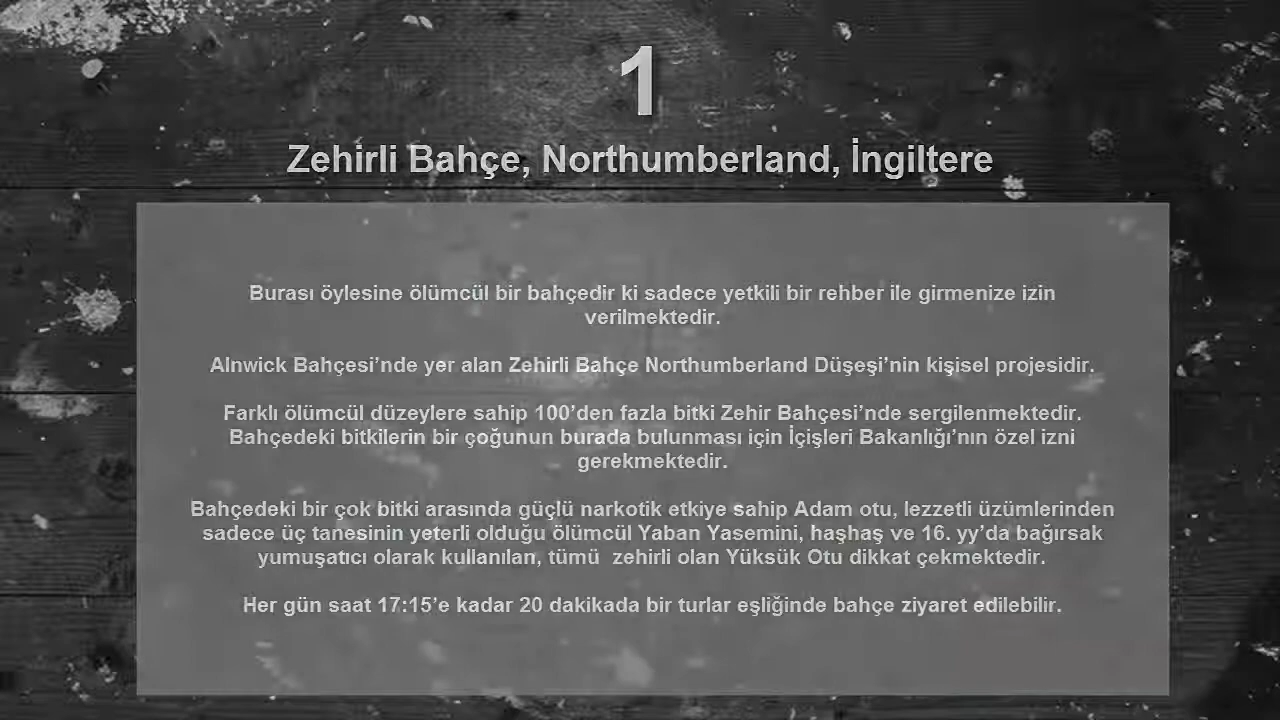 1
Zehirli Bahçe, Northumberland, İngiltere
Burası öylesine ölümcül bir bahçedir ki sadece yetkili bir rehber ile girmenize izin
verilmektedir.
Alnwick Bahçesi’nde yer alan Zehirli Bahçe Northumberland Düşeşi’nin kişisel projesidir.
Farklı ölümcül düzeylere sahip 100’den fazla bitki Zehir Bahçesi’nde sergilenmektedir.
Bahçedeki bitkilerin bir çoğunun burada bulunması için İçişleri Bakanlığı’nın özel izni
gerekmektedir.
Bahçedeki bir çok bitki arasında güçlü narkotik etkiye sahip Adam otu, lezzetli üzümlerinden
sadece üç tanesinin yeterli olduğu ölümcül Yaban Yasemini, haşhaş ve 16. yy’da bağırsak
yumuşatıcı olarak kullanılan, tümü  zehirli olan Yüksük Otu dikkat çekmektedir.
Her gün saat 17:15’e kadar 20 dakikada bir turlar eşliğinde bahçe ziyaret edilebilir.